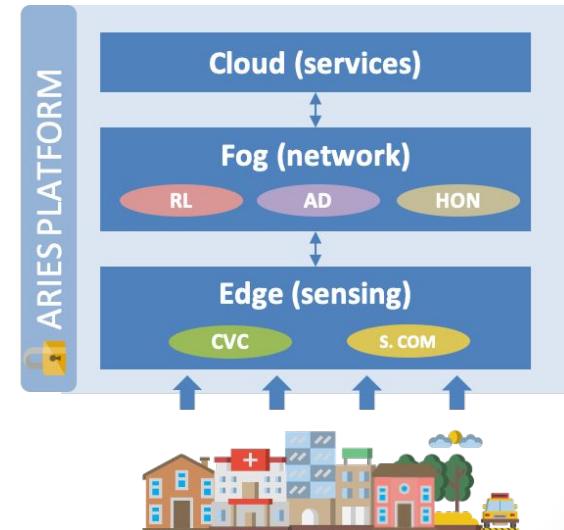 ARIES PLATFORM
Cloud (services)
Fog (network)
RL
AD
HON
Edge (sensing)
CVC
S. COM